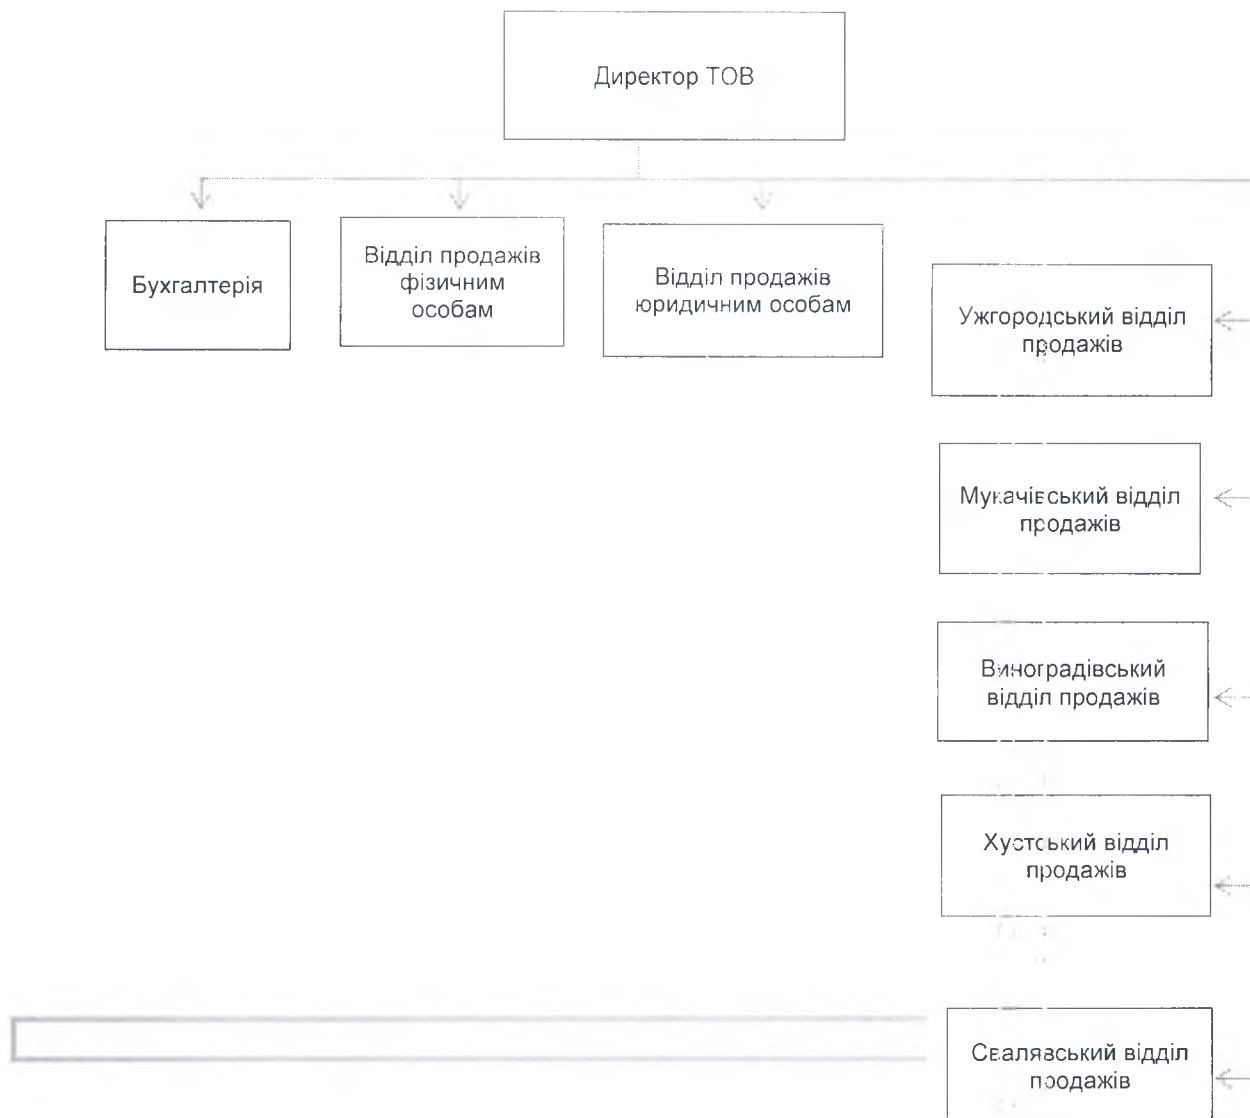 Директор ТОВ
Бухгалтерія
Відділ продажів
фізичним
особам
Відділ продажів
юридичним особам
Ужгородський відділ
продажів
Мукачівський відділ
продажів
Виноградівський
відділ продажів
Хустський відділ
продажів
Свалявський відділ
продажів